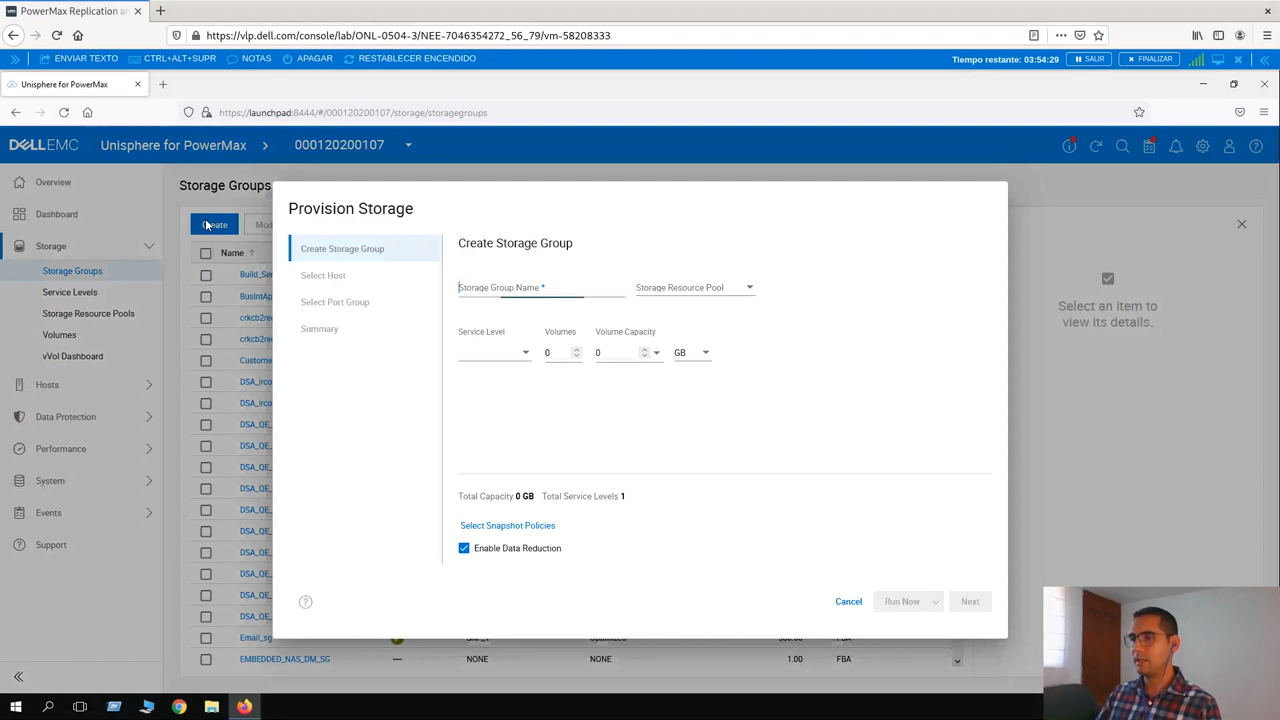 PowerMax Replication an
https://vlp.dell.com/console/lab/ONL-0504-3/NEE-7046354272_56_79/vm-58208333
ENVIAR TEXTO CTRL+ALT+SUPR NOTAS APAGAR RESTABLECER ENCENDIDO Tiempo restante: 03:54:29 SALIR FINALIZAR
Unisphere for PowerMax
https://launchpad:8444/#/000120200107/storage/storagegroups
DELLEMC Unisphere for PowerMax 000120200107
Overview
Dashboard
Storage
Storage Groups
Service Levels
Storage Resource Pools
Volumes
vVol Dashboard
Hosts
Data Protection
Performance
System
Events
Support
Storage Groups
Create Mod
Name
Build_Se
BusIntAp
crkcb2rec
crkcb2rec
Custome
DSA_irco
DSA_irco
DSA_QE_
DSA_QE_
DSA_QE_
DSA_QE_
DSA_QE_
DSA_QE_
DSA_QE_
DSA_QE_
DSA_QE_
DSA_QE_
Email_sg
EMBEDDED_NAS_DM_SG NONE NONE 1.00 FBA
Provision Storage
Create Storage Group
Select Host
Select Port Group
Summary
Create Storage Group
Storage Group Name * Storage Resource Pool
Service Level Volumes Volume Capacity
0 0 GB
Total Capacity 0 GB Total Service Levels 1
Select Snapshot Policies
Enable Data Reduction
Cancel Run Now Next
Select an item to
view its details.